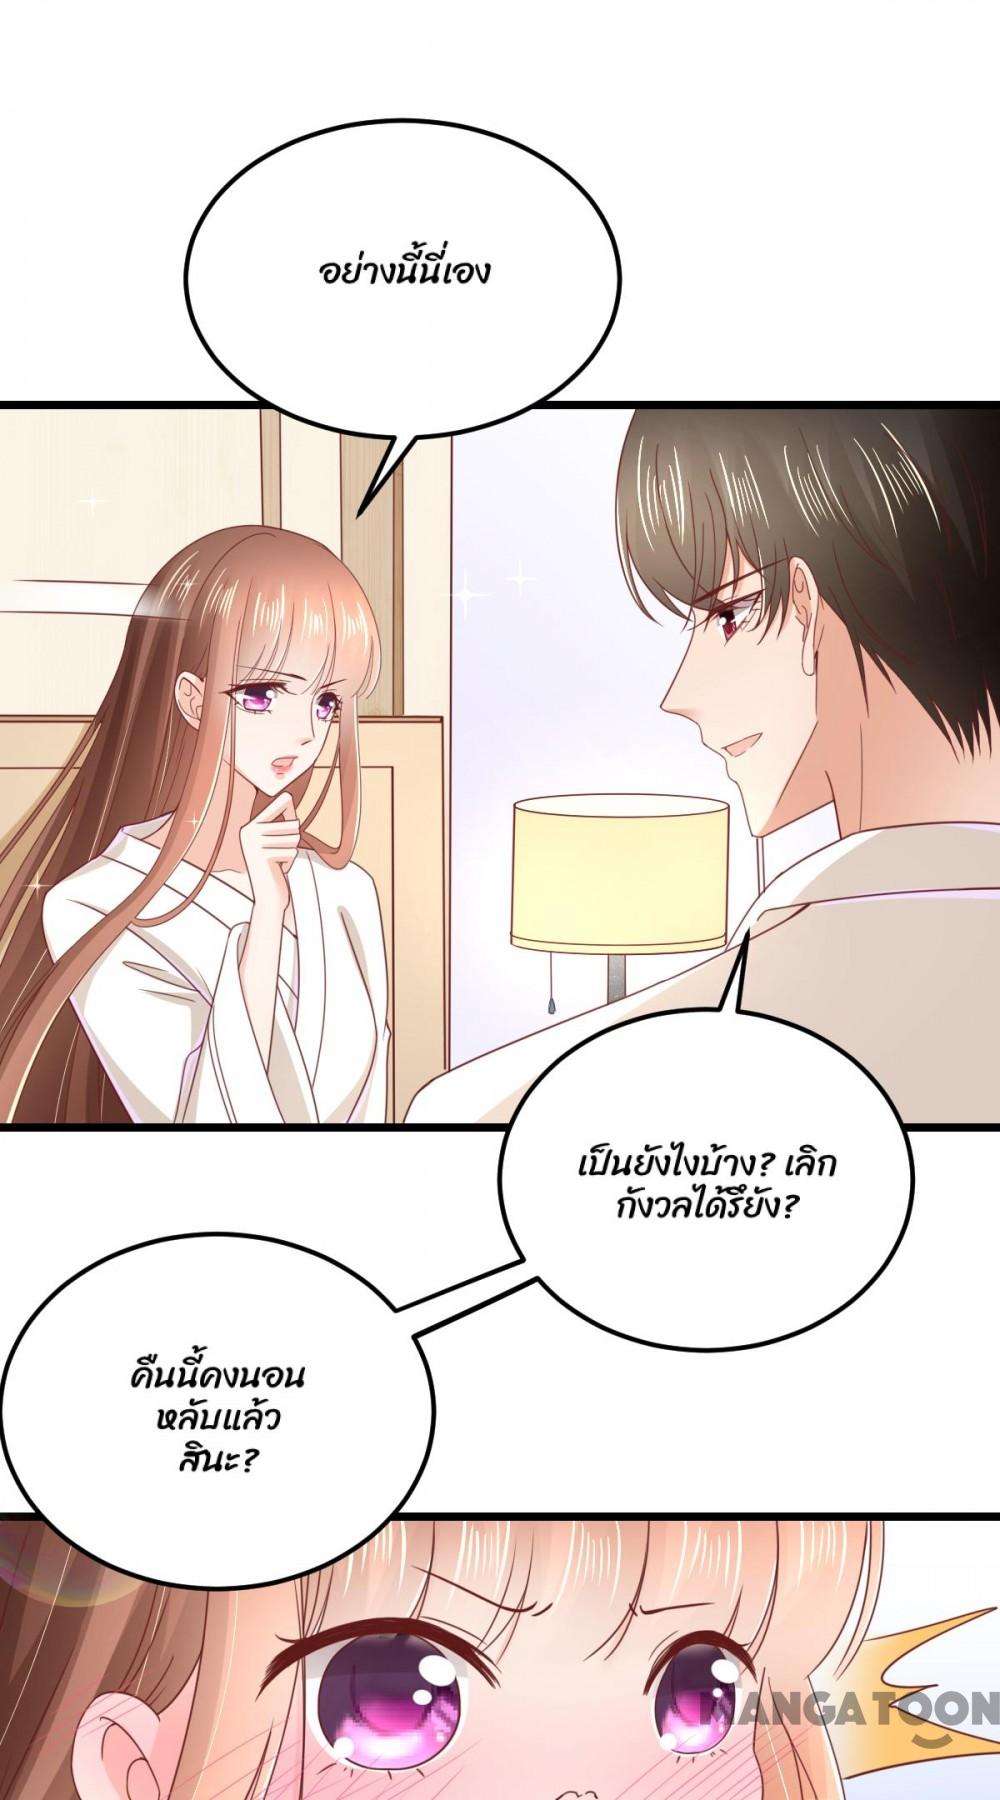 อย่างนี้นี่เอง
เป็นยังไงบ้าง? เลิก
กังวลได้รึยัง?
คืนนี้คงนอน
หลับแล้ว
สินะ?
MANGATOON